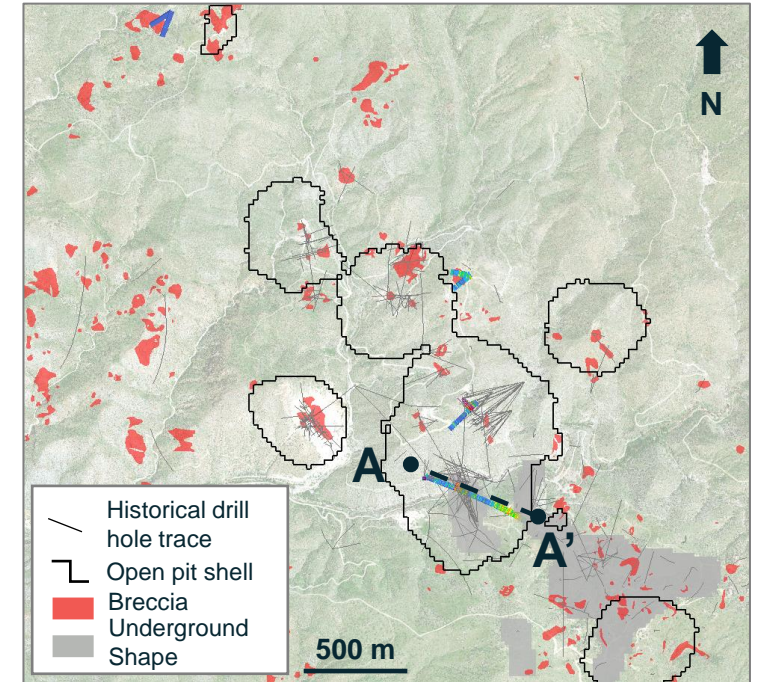 N
A
A’
Historical drill
hole trace
Open pit shell
Breccia
Underground
Shape
500 m